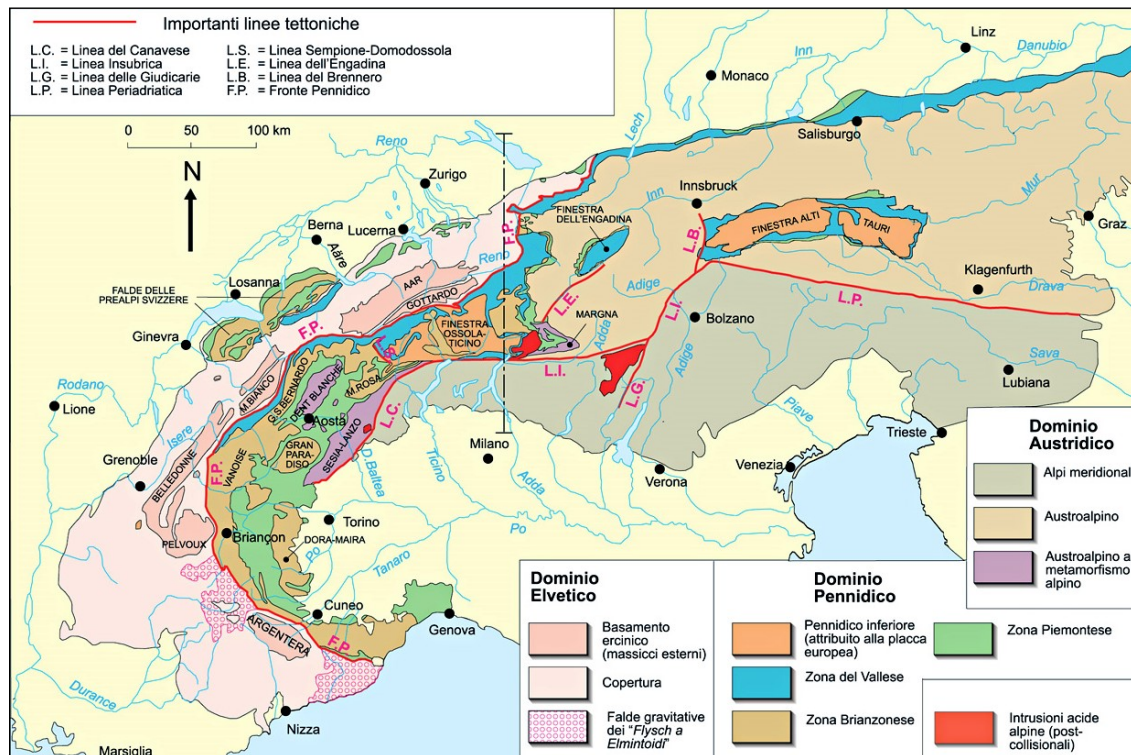 Importanti linee tettoniche
L.C. = Linea del Canavese
L.I. = Linea Insubrica
L.G. = Linea delle Giudicarie
L.P. = Linea Periadriatica
L.S. = Linea Sempione-Domodossola
L.E. = Linea dell'Engadina
L.B. = Linea del Brennero
F.P. = Fronte Pennidico
0 50 100 km
N
Linz
Danubio
Inn
Monaco
Lech
Salisburgo
Reno
Zurigo
Inn
Innsbruck
Mur
Graz
FINESTRA
DELL'ENGADINA
FINESTRA ALTI
TAURI
L.B.
F.P.
Berna
Lucerna
Aäre
Reno
AAR
GOTTARDO
FALDE DELLE
PREALPI SVIZZERE
Losanna
Ginevra
F.P.
Adige
L.E.
MARGNA
L.I.
L.P.
Klagenfurth
Drava
Bolzano
FINESTRA
OSSOLA-
TICINO
L.S.
Adda
L.I.
L.G.
Adige
Sava
Lubiana
Rodano
Lione
M.BIANCO
G.S BERNARDO
DENT BLANCHE
M.ROSA
Aosta
L.C.
SESIA-LANZO
Isere
Grenoble
BELLEDONNE
F.P.
VANOISE
GRAN
PARA-
DISO
D.Baltea
Ticino
Milano
Adda
Verona
Piave
Venezia
Trieste
Torino
Briançon
DORA-MAIRA
PELVOUX
Po
Po
Tanaro
Cuneo
Genova
ARGENTERA
F.P
Durance
Nizza
Marsiglia
Dominio
Austridico
Alpi meridionali
Austroalpino
Austroalpino a
metamorfismo
alpino
Dominio
Elvetico
Basamento
ercinico
(massicci esterni)
Copertura
Falde gravitative
dei "Flysch a
Elmintoidi"
Dominio
Pennidico
Pennidico inferiore
(attribuito alla placca
europea)
Zona del Vallese
Zona Brianzonese
Zona Piemontese
Intrusioni acide
alpine (post-
collisionali)